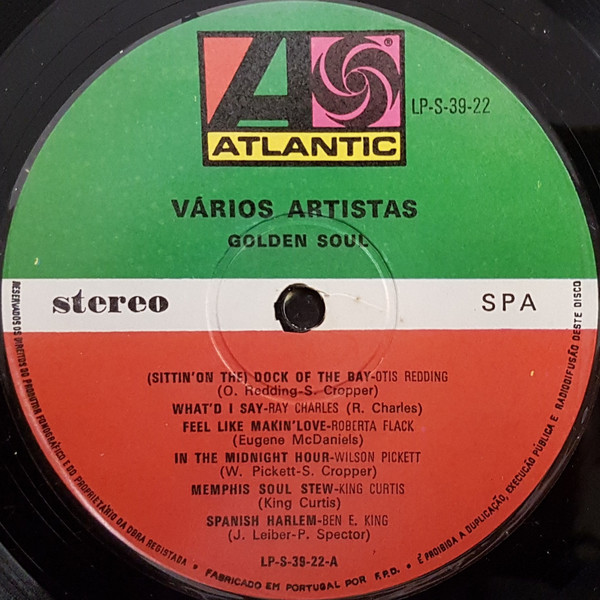 ATLANTIC
®
LP-S-39-22
VÁRIOS ARTISTAS
GOLDEN SOUL
stereo
SPA
(SITTIN'ON THE) DOCK OF THE BAY-OTIS REDDING
(O. Redding-S. Cropper)
WHAT'D I SAY-RAY CHARLES (R. Charles)
FEEL LIKE MAKIN'LOVE-ROBERTA FLACK
(Eugene McDaniels)
IN THE MIDNIGHT HOUR-WILSON PICKETT
(W. Pickett-S. Cropper)
MEMPHIS SOUL STEW-KING CURTIS
(King Curtis)
SPANISH HARLEM-BEN E. KING
(J. Leiber-P. Spector)
LP-S-39-22-A
RESERVADOS OS DIREITOS DO PRODUTOR FONOGRÁFICO E DO PROPRIETÁRIO DA OBRA REGISTADA • FABRICADO EM PORTUGAL POR F.P.D. • É PROIBIDA A DUPLICAÇÃO, EXECUÇÃO PÚBLICA E RADIODIFUSÃO DESTE DISCO